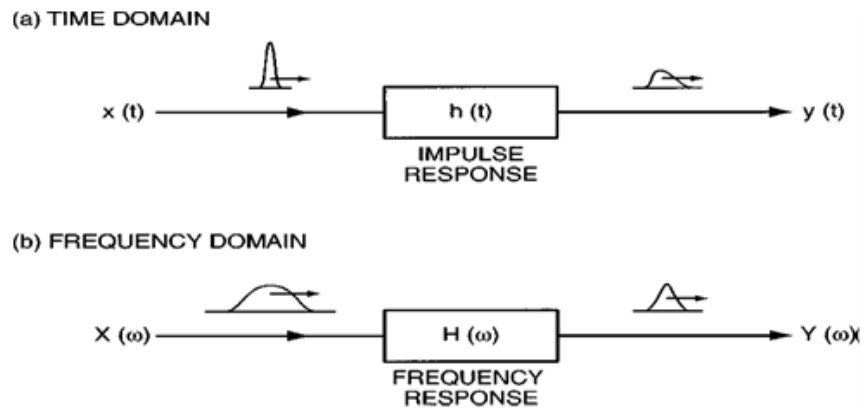 (a) TIME DOMAIN
x (t)
h (t)
y (t)
IMPULSE
RESPONSE
(b) FREQUENCY DOMAIN
X (ω)
H (ω)
Y (ω)(
FREQUENCY
RESPONSE